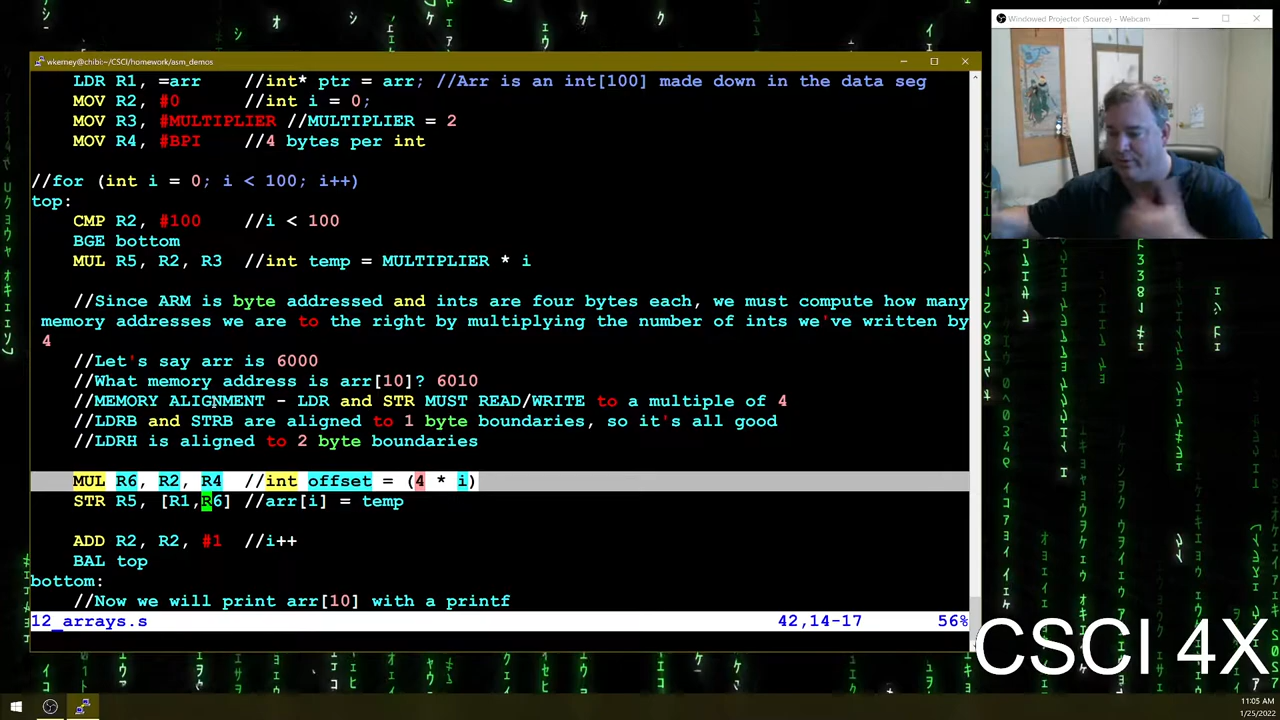 Windowed Projector (Source) - Webcam
wkerney@chibi:~/CSCI/homework/asm_demos
LDR R1, =arr //int* ptr = arr; //Arr is an int[100] made down in the data seg
MOV R2, #0 //int i = 0;
MOV R3, #MULTIPLIER //MULTIPLIER = 2
MOV R4, #BPI //4 bytes per int
//for (int i = 0; i < 100; i++)
top:
CMP R2, #100 //i < 100
BGE bottom
MUL R5, R2, R3 //int temp = MULTIPLIER * i
//Since ARM is byte addressed and ints are four bytes each, we must compute how many
memory addresses we are to the right by multiplying the number of ints we've written by
4
//Let's say arr is 6000
//What memory address is arr[10]? 6010
//MEMORY ALIGNMENT - LDR and STR MUST READ/WRITE to a multiple of 4
//LDRB and STRB are aligned to 1 byte boundaries, so it's all good
//LDRH is aligned to 2 byte boundaries
MUL R6, R2, R4 //int offset = (4 * i)
STR R5, [R1,R6] //arr[i] = temp
ADD R2, R2, #1 //i++
BAL top
bottom:
//Now we will print arr[10] with a printf
12_arrays.s 42,14-17 56%
CSCI 4X
11:05 AM
1/25/2022